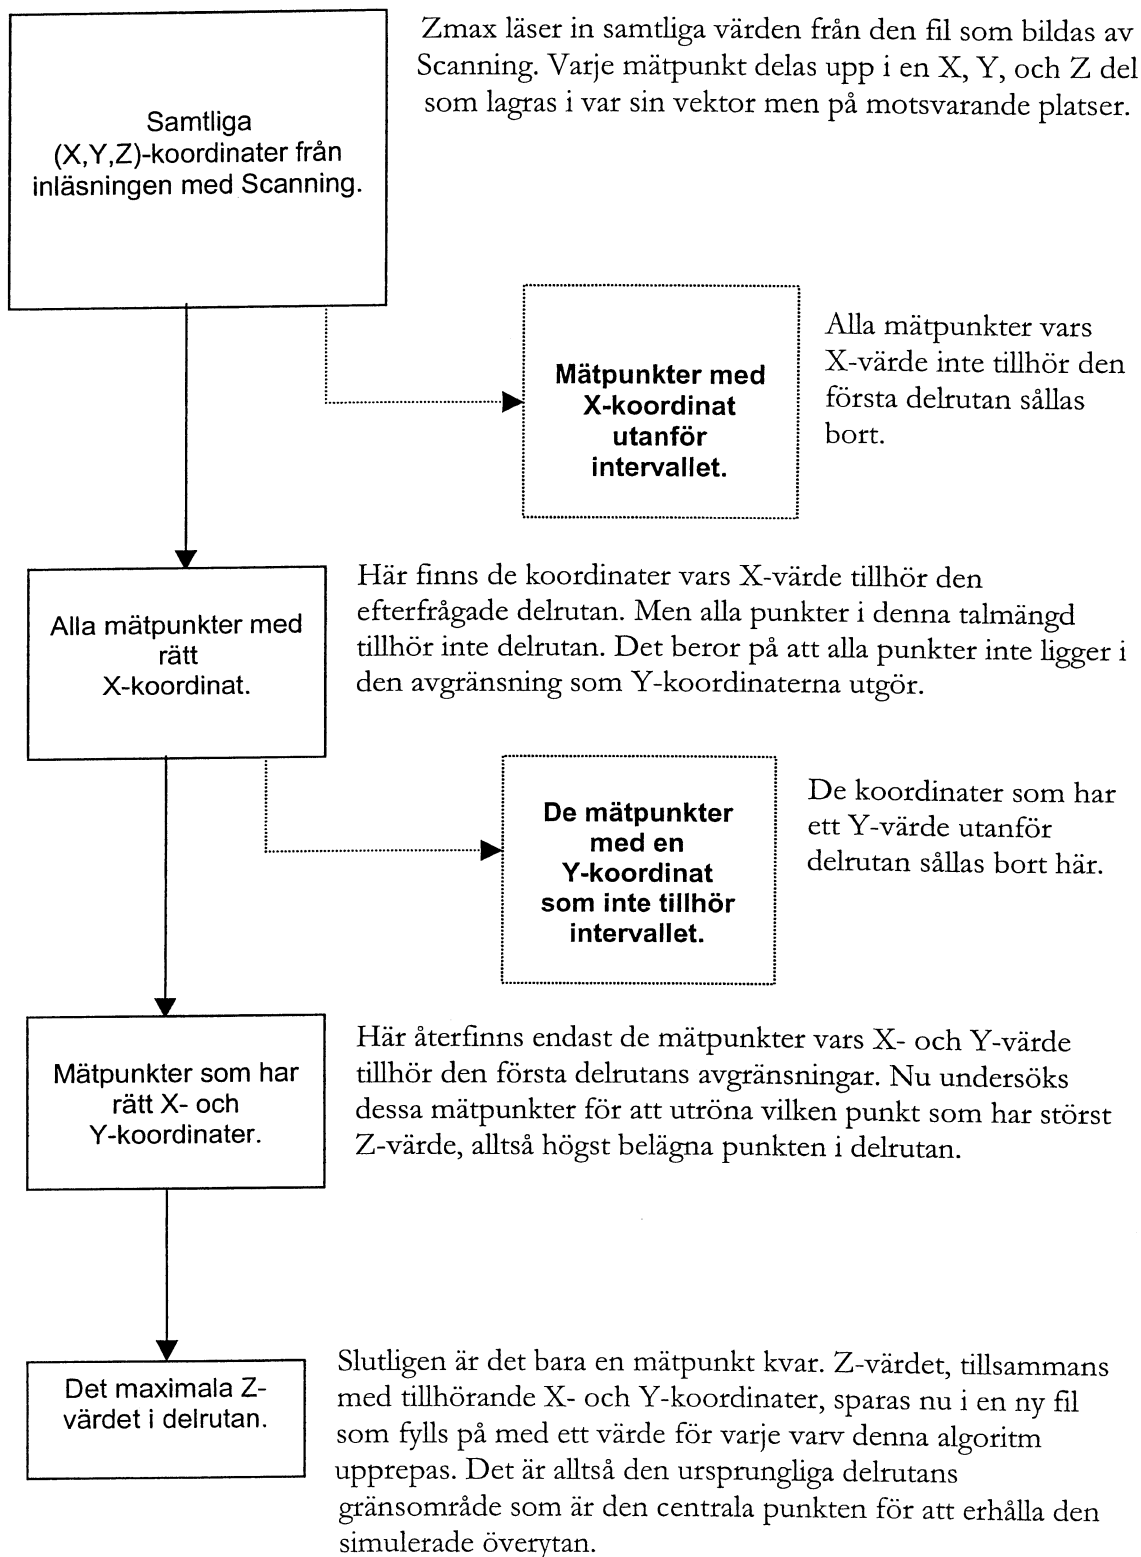 Zmax läser in samtliga värden från den fil som bildas av
Scanning. Varje mätpunkt delas upp i en X, Y, och Z del
som lagras i var sin vektor men på motsvarande platser.
Samtliga
(X,Y,Z)-koordinater från
inläsningen med Scanning.
Mätpunkter med
X-koordinat
utanför
intervallet.
Alla mätpunkter vars
X-värde inte tillhör den
första delrutan sållas
bort.
Alla mätpunkter med
rätt
X-koordinat.
Här finns de koordinater vars X-värde tillhör den
efterfrågade delrutan. Men alla punkter i denna talmängd
tillhör inte delrutan. Det beror på att alla punkter inte ligger i
den avgränsning som Y-koordinaterna utgör.
De mätpunkter
med en
Y-koordinat
som inte tillhör
intervallet.
De koordinater som har
ett Y-värde utanför
delrutan sållas bort här.
Mätpunkter som har
rätt X- och
Y-koordinater.
Här återfinns endast de mätpunkter vars X- och Y-värde
tillhör den första delrutans avgränsningar. Nu undersöks
dessa mätpunkter för att utröna vilken punkt som har störst
Z-värde, alltså högst belägna punkten i delrutan.
Det maximala Z-
värdet i delrutan.
Slutligen är det bara en mätpunkt kvar. Z-värdet, tillsammans
med tillhörande X- och Y-koordinater, sparas nu i en ny fil
som fylls på med ett värde för varje varv denna algoritm
upprepas. Det är alltså den ursprungliga delrutans
gränsområde som är den centrala punkten för att erhålla den
simulerade överytan.